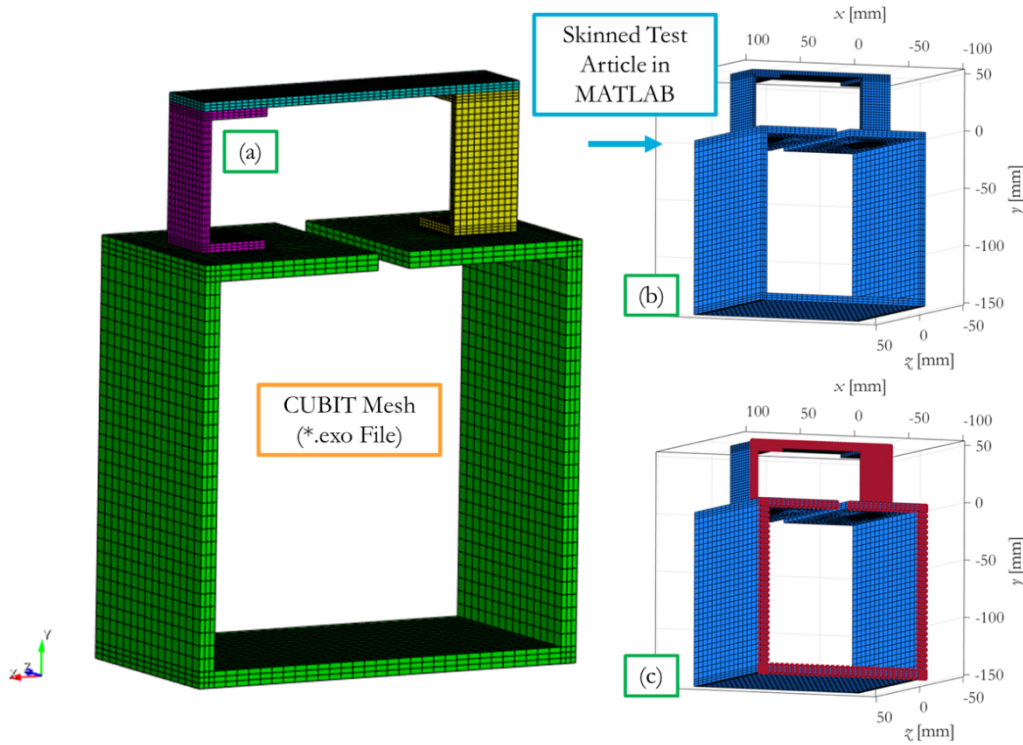 (a)
CUBIT Mesh
(*.exo File)
Y
X
Z
Skinned Test
Article in
MATLAB
x [mm]
100
50
0
-50
-100
50
0
-50
-100
-150
y [mm]
(b)
50
0
-50
z [mm]
x [mm]
100
50
0
-50
-100
50
0
-50
-100
-150
y [mm]
(c)
50
0
-50
z [mm]